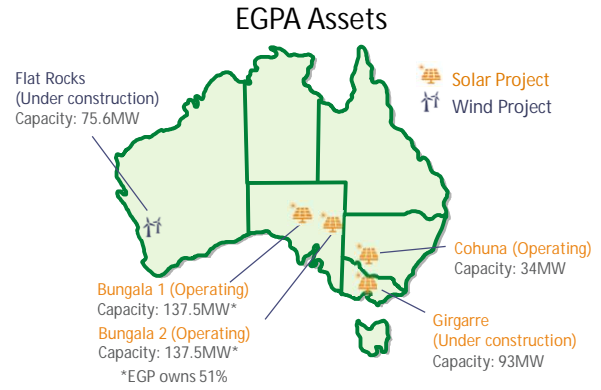 EGPA Assets
Flat Rocks
(Under construction)
Capacity: 75.6MW
Solar Project
Wind Project
Cohuna (Operating)
Capacity: 34MW
Bungala 1 (Operating)
Capacity: 137.5MW*
Bungala 2 (Operating)
Capacity: 137.5MW*
*EGP owns 51%
Girgarre
(Under construction)
Capacity: 93MW